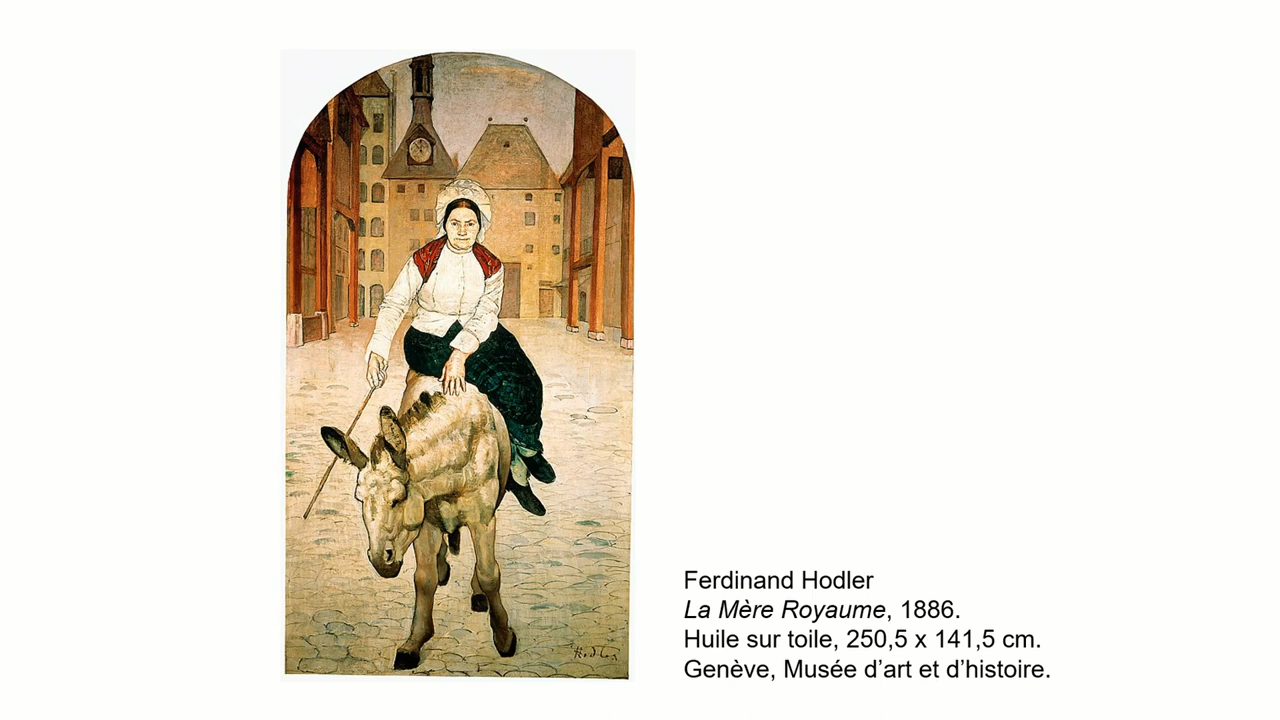 Hodler
Ferdinand Hodler
La Mère Royaume, 1886.
Huile sur toile, 250,5 x 141,5 cm.
Genève, Musée d’art et d’histoire.